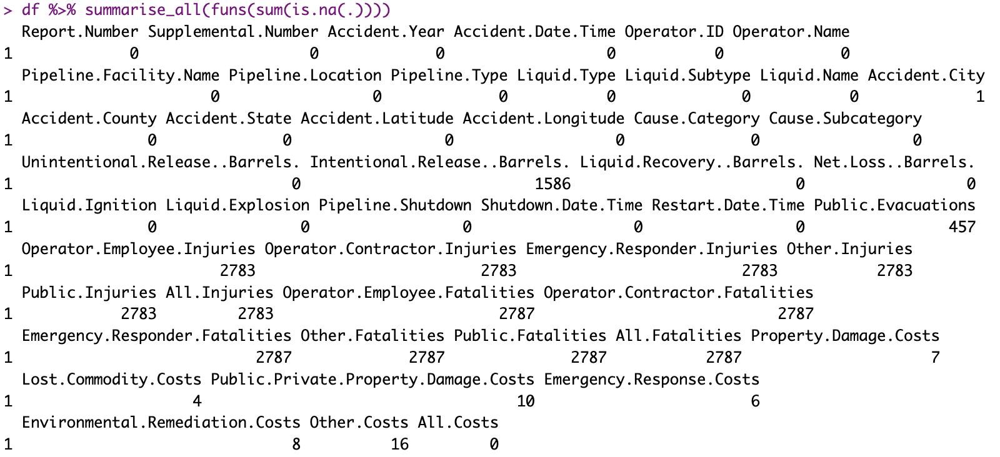 > df %>% summarise_all(funs(sum(is.na(.))))
  Report.Number Supplemental.Number Accident.Year Accident.Date.Time Operator.ID Operator.Name
1             0                   0             0                  0           0             0
  Pipeline.Facility.Name Pipeline.Location Pipeline.Type Liquid.Type Liquid.Subtype Liquid.Name Accident.City
1                      0                 0             0           0              0           0             1
  Accident.County Accident.State Accident.Latitude Accident.Longitude Cause.Category Cause.Subcategory
1               0              0                 0                  0              0                 0
  Unintentional.Release..Barrels. Intentional.Release..Barrels. Liquid.Recovery..Barrels. Net.Loss..Barrels.
1                               0                          1586                         0                  0
  Liquid.Ignition Liquid.Explosion Pipeline.Shutdown Shutdown.Date.Time Restart.Date.Time Public.Evacuations
1               0                0                 0                  0                 0                457
  Operator.Employee.Injuries Operator.Contractor.Injuries Emergency.Responder.Injuries Other.Injuries
1                       2783                         2783                         2783           2783
  Public.Injuries All.Injuries Operator.Employee.Fatalities Operator.Contractor.Fatalities
1            2783         2783                         2787                           2787
  Emergency.Responder.Fatalities Other.Fatalities Public.Fatalities All.Fatalities Property.Damage.Costs
1                           2787             2787              2787           2787                     7
  Lost.Commodity.Costs Public.Private.Property.Damage.Costs Emergency.Response.Costs
1                    4                                   10                        6
  Environmental.Remediation.Costs Other.Costs All.Costs
1                               8          16         0